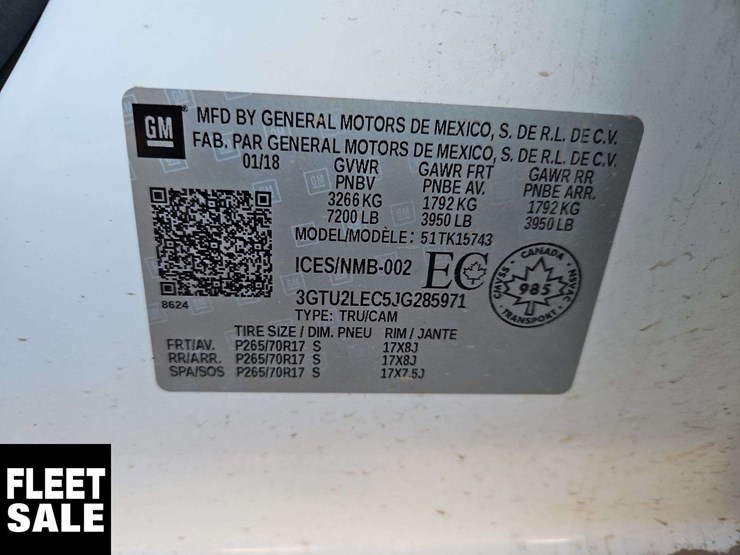 GM
MFD BY GENERAL MOTORS DE MEXICO, S. DE R.L. DE C.V.
FAB. PAR GENERAL MOTORS DE MEXICO, S. DE R.L. DE C.V.
01/18 GVWR GAWR FRT GAWR RR
PNBV PNBE AV. PNBE ARR.
3266 KG 1792 KG 1792 KG
7200 LB 3950 LB 3950 LB
MODEL/MODÈLE: 51TK15743
ICES/NMB-002 EC
CANADA
CMVSS 985 NVAC
TRANSPORT
8624
3GTU2LEC5JG285971
TYPE: TRU/CAM
TIRE SIZE / DIM. PNEU RIM / JANTE
FRT/AV. P265/70R17 S 17X8J
RR/ARR. P265/70R17 S 17X8J
SPA/SOS P265/70R17 S 17X7.5J
FLEET
SALE